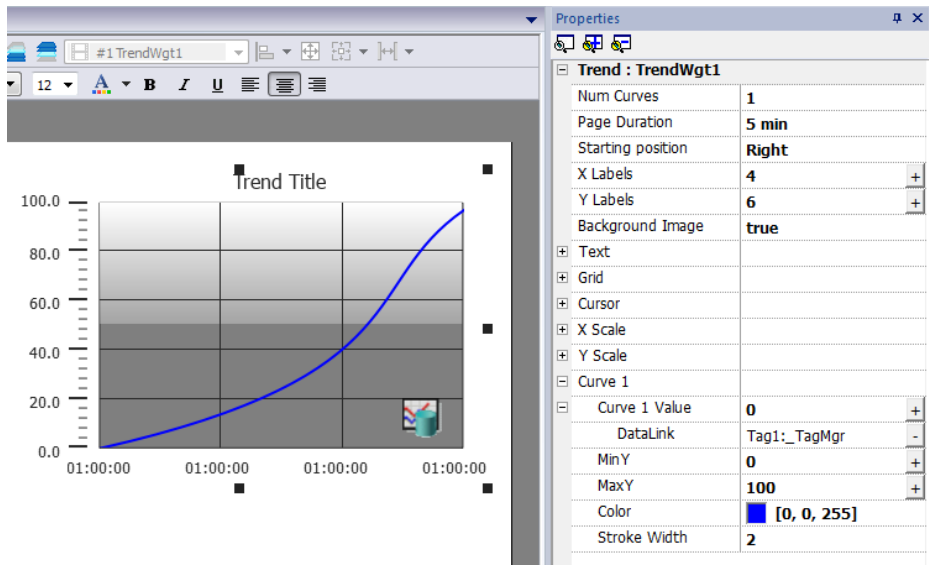 Properties
#1 TrendWgt1
12 A B I U
Trend : TrendWgt1
Num Curves 1
Page Duration 5 min
Starting position Right
X Labels 4 +
Y Labels 6 +
Background Image true
Text
Grid
Cursor
X Scale
Y Scale
Curve 1
Curve 1 Value 0 +
DataLink Tag1:_TagMgr -
MinY 0 +
MaxY 100 +
Color [0, 0, 255]
Stroke Width 2
Trend Title
100.0
80.0
60.0
40.0
20.0
0.0
01:00:00 01:00:00 01:00:00 01:00:00